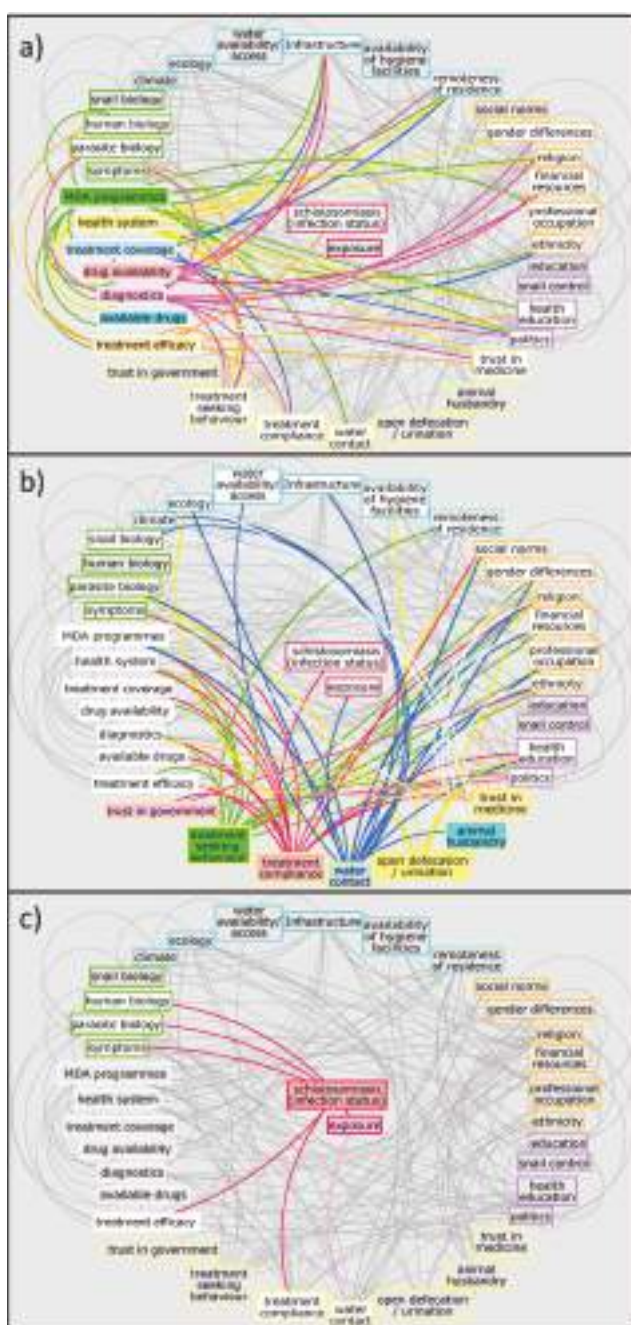 a)
water
availability/
access
Infrastructure
availability
of hygiene
facilities
ecology
climate
remoteness
of residence
snail biology
human biology
parasite biology
symptoms
MDA programmes
health system
treatment coverage
drug availability
diagnostics
available drugs
treatment efficacy
trust in government
treatment
seeking
behaviour
treatment
compliance
water
contact
open defecation
/ urination
animal
husbandry
trust in
medicine
politics
health
education
snail control
education
ethnicity
professional
occupation
financial
resources
religion
gender differences
social norms
schistosomiasis
(infection status)
exposure
b)
water
availability/
access
Infrastructure
availability
of hygiene
facilities
ecology
climate
remoteness
of residence
snail biology
human biology
parasite biology
symptoms
MDA programmes
health system
treatment coverage
drug availability
diagnostics
available drugs
treatment efficacy
trust in government
treatment
seeking
behaviour
treatment
compliance
water
contact
open defecation
/ urination
animal
husbandry
trust in
medicine
politics
health
education
snail control
education
ethnicity
professional
occupation
financial
resources
religion
gender differences
social norms
schistosomiasis
(infection status)
exposure
c)
water
availability/
access
Infrastructure
availability
of hygiene
facilities
ecology
climate
remoteness
of residence
snail biology
human biology
parasite biology
symptoms
MDA programmes
health system
treatment coverage
drug availability
diagnostics
available drugs
treatment efficacy
trust in government
treatment
seeking
behaviour
treatment
compliance
water
contact
open defecation
/ urination
animal
husbandry
trust in
medicine
politics
health
education
snail control
education
ethnicity
professional
occupation
financial
resources
religion
gender differences
social norms
schistosomiasis
(infection status)
exposure